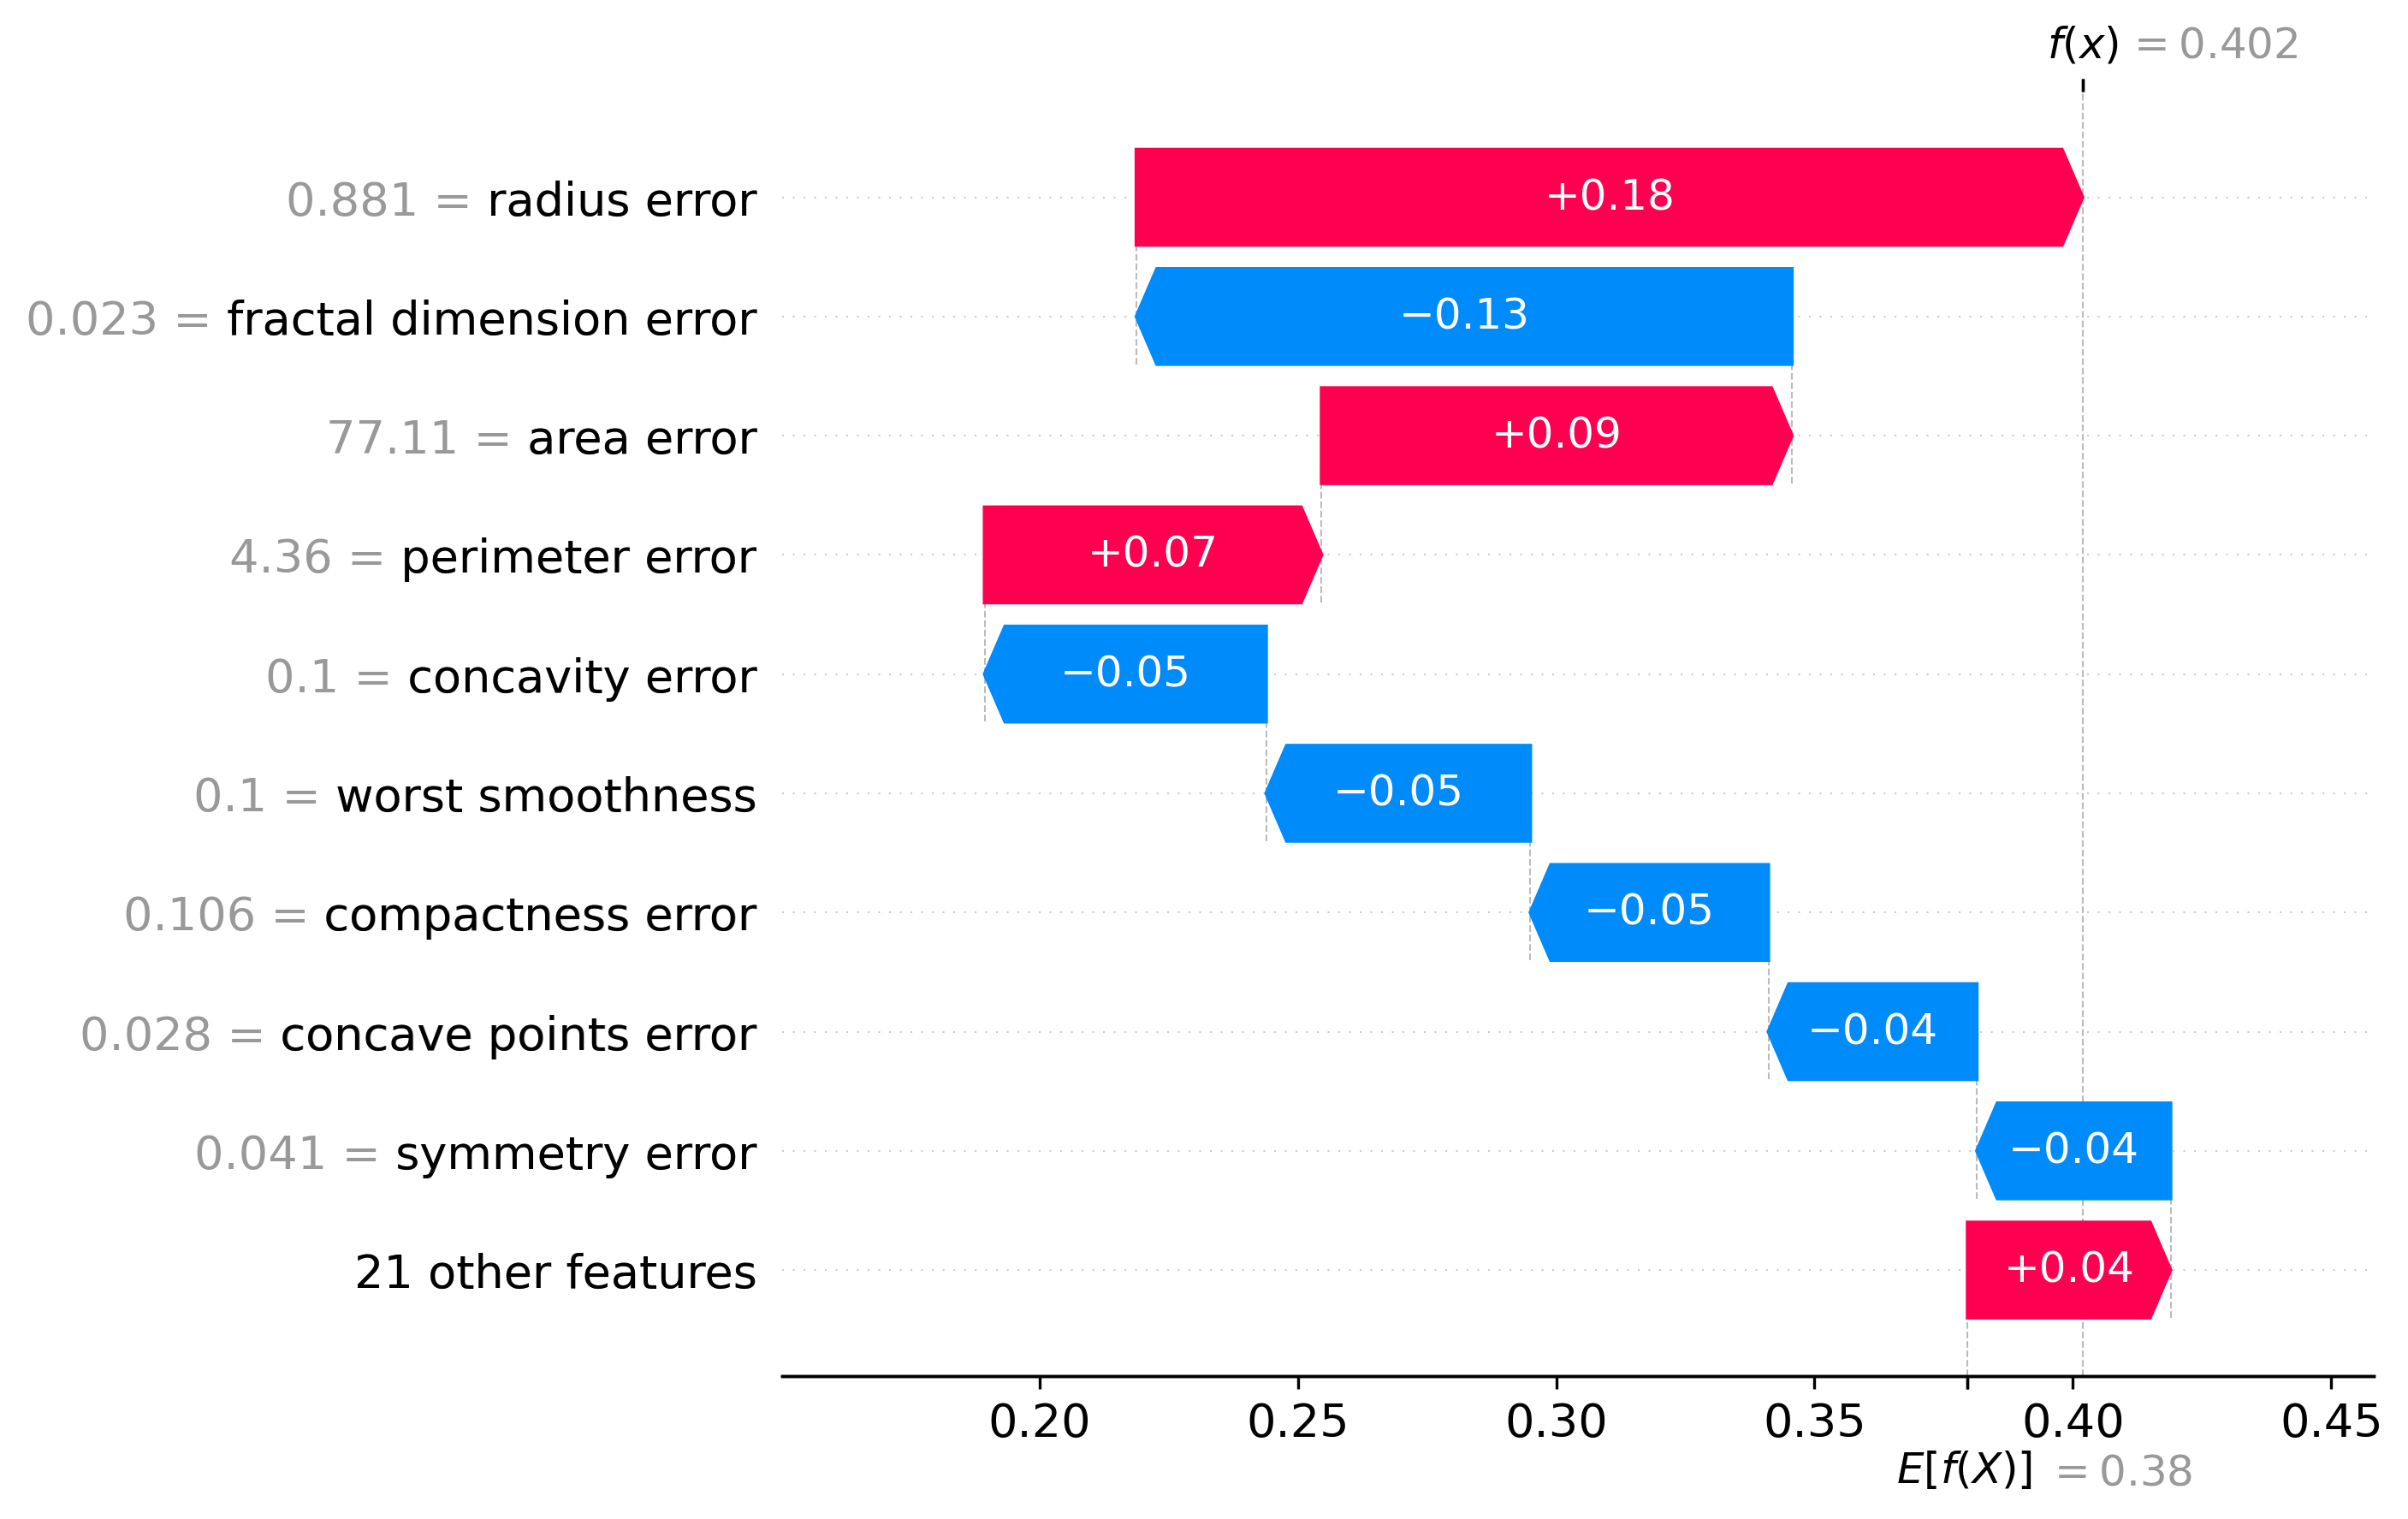 f(x) = 0.402
0.881 = radius error +0.18
0.023 = fractal dimension error −0.13
77.11 = area error +0.09
4.36 = perimeter error +0.07
0.1 = concavity error −0.05
0.1 = worst smoothness −0.05
0.106 = compactness error −0.05
0.028 = concave points error −0.04
0.041 = symmetry error −0.04
21 other features +0.04
0.20 0.25 0.30 0.35 0.40 0.45
E[f(X)] = 0.38